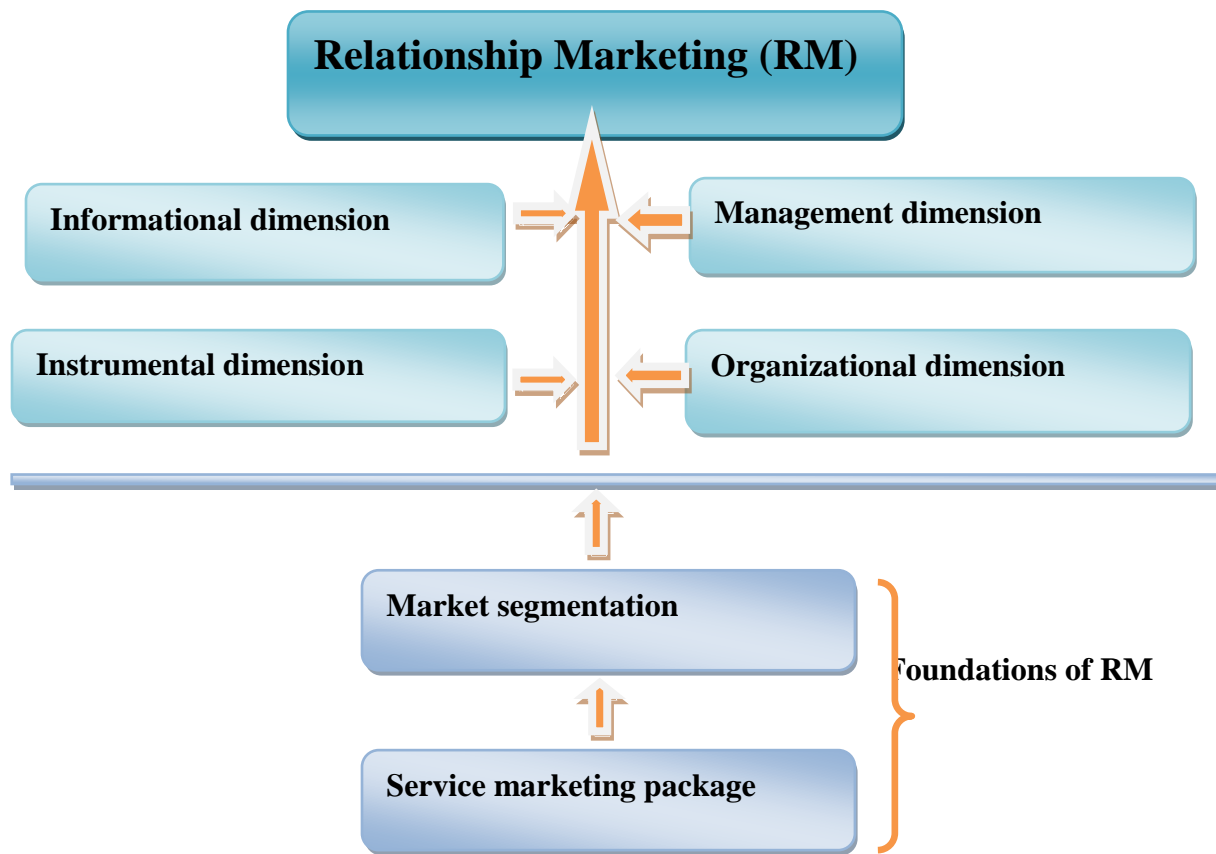 Relationship Marketing (RM)
Informational dimension
Management dimension
Instrumental dimension
Organizational dimension
Market segmentation
Foundations of RM
Service marketing package